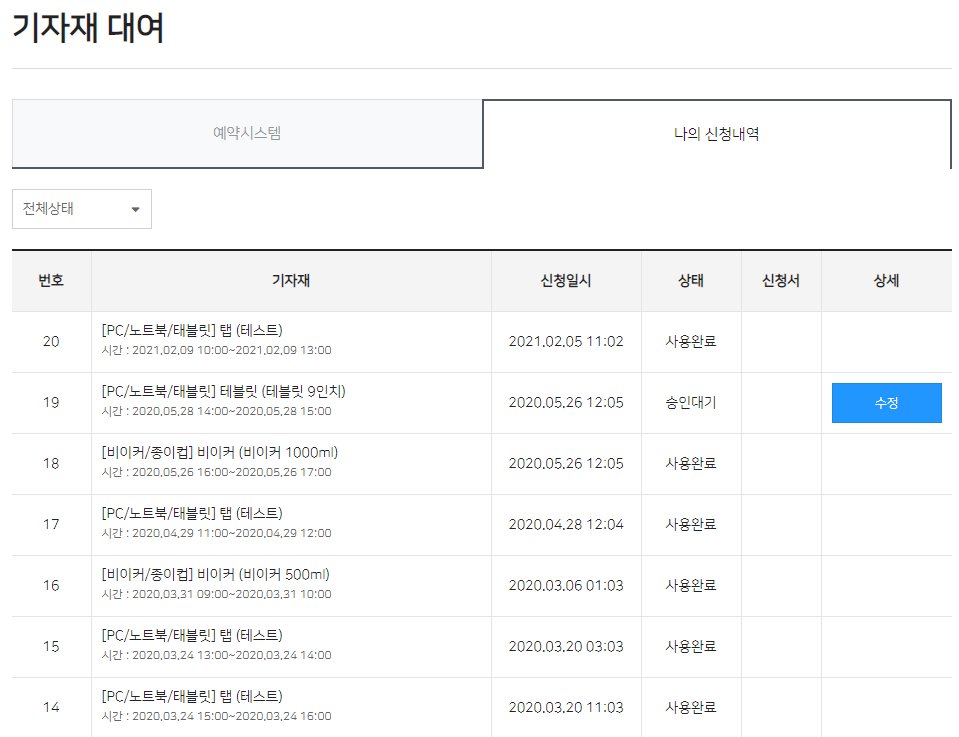 기자재 대여
예약시스템
나의 신청내역
전체상태
번호 기자재 신청일시 상태 신청서 상세
20 [PC/노트북/태블릿] 탭 (테스트) 2021.02.05 11:02 사용완료
시간 : 2021.02.09 10:00~2021.02.09 13:00
19 [PC/노트북/태블릿] 테블릿 (테블릿 9인치) 2020.05.26 12:05 승인대기 수정
시간 : 2020.05.28 14:00~2020.05.28 15:00
18 [비이커/종이컵] 비이커 (비이커 1000ml) 2020.05.26 12:05 사용완료
시간 : 2020.05.26 16:00~2020.05.26 17:00
17 [PC/노트북/태블릿] 탭 (테스트) 2020.04.28 12:04 사용완료
시간 : 2020.04.29 11:00~2020.04.29 12:00
16 [비이커/종이컵] 비이커 (비이커 500ml) 2020.03.06 01:03 사용완료
시간 : 2020.03.31 09:00~2020.03.31 10:00
15 [PC/노트북/태블릿] 탭 (테스트) 2020.03.20 03:03 사용완료
시간 : 2020.03.24 13:00~2020.03.24 14:00
14 [PC/노트북/태블릿] 탭 (테스트) 2020.03.20 11:03 사용완료
시간 : 2020.03.24 15:00~2020.03.24 16:00